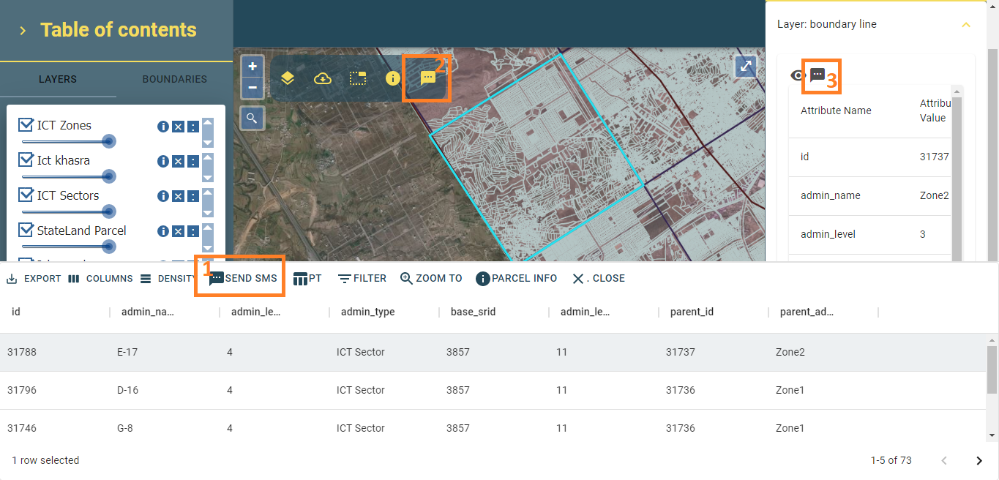 Table of contents
LAYERS
BOUNDARIES
ICT Zones
Ict khasra
ICT Sectors
StateLand Parcel
2
Layer: boundary line
3
Attribute Name
Attribu
Value
id
31737
admin_name
Zone2
admin_level
3
1
EXPORT
COLUMNS
DENSITY
SEND SMS
PT
FILTER
ZOOM TO
PARCEL INFO
. CLOSE
id
admin_na...
admin_le...
admin_type
base_srid
admin_le...
parent_id
parent_ad...
31788
E-17
4
ICT Sector
3857
11
31737
Zone2
31796
D-16
4
ICT Sector
3857
11
31736
Zone1
31746
G-8
4
ICT Sector
3857
11
31736
Zone1
1 row selected
1-5 of 73